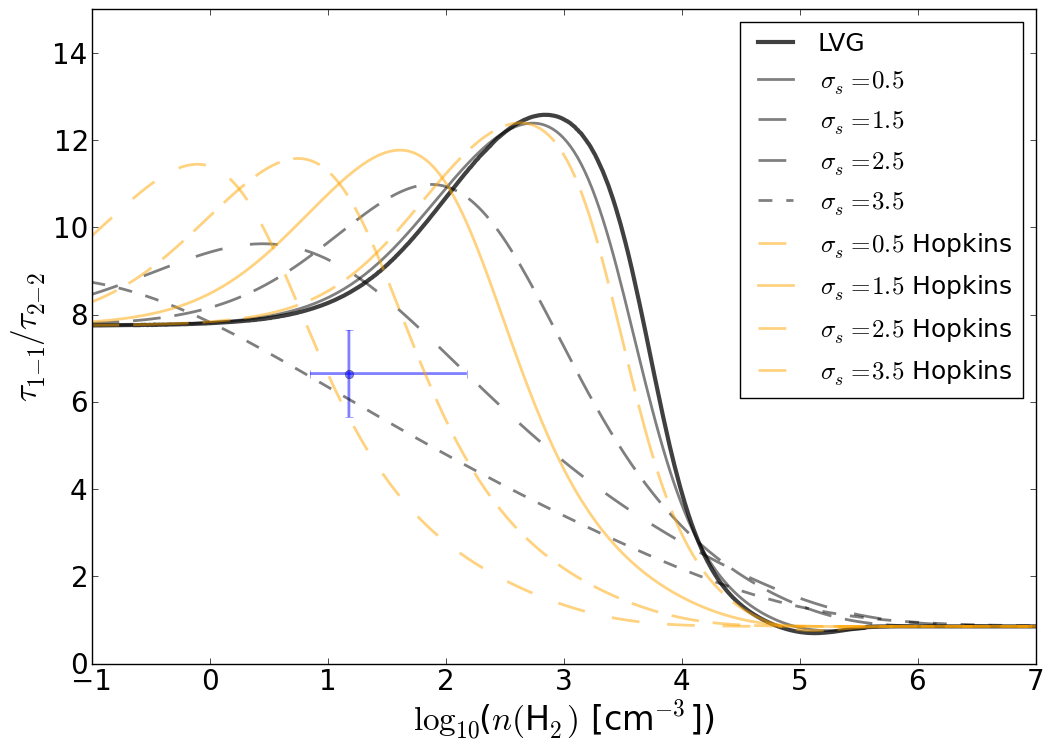 14
12
10
8
6
4
2
0
−1 0 1 2 3 4 5 6 7
τ₁₋₁/τ₂₋₂
log₁₀(n(H₂) [cm⁻³])
LVG
σₛ =0.5
σₛ =1.5
σₛ =2.5
σₛ =3.5
σₛ =0.5 Hopkins
σₛ =1.5 Hopkins
σₛ =2.5 Hopkins
σₛ =3.5 Hopkins